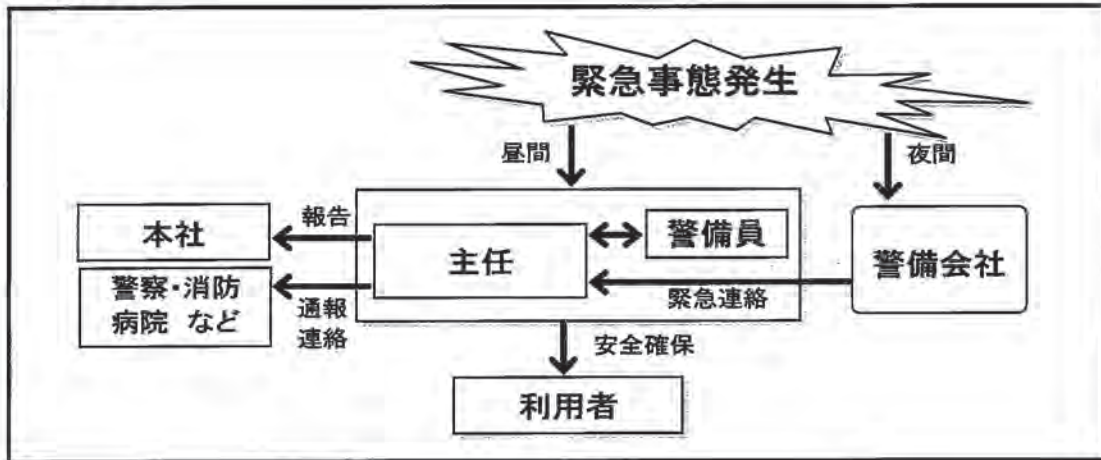 緊急事態発生
昼間
夜間
本社
報告
主任
警備員
警備会社
警察・消防
病院 など
通報
連絡
緊急連絡
安全確保
利用者